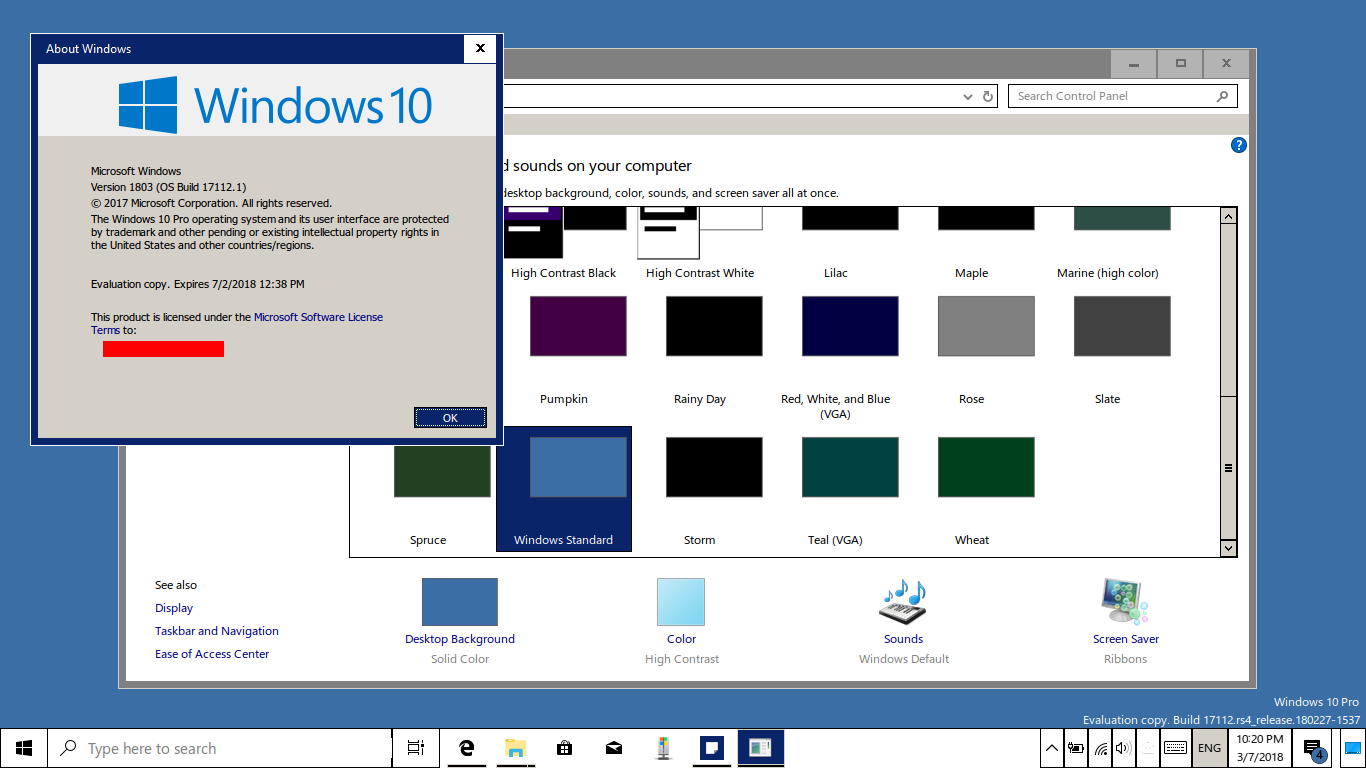 About Windows
Windows 10
Microsoft Windows
Version 1803 (OS Build 17112.1)
© 2017 Microsoft Corporation. All rights reserved.
The Windows 10 Pro operating system and its user interface are protected
by trademark and other pending or existing intellectual property rights in
the United States and other countries/regions.
Evaluation copy. Expires 7/2/2018 12:38 PM
This product is licensed under the Microsoft Software License
Terms to:
OK
Search Control Panel
d sounds on your computer
desktop background, color, sounds, and screen saver all at once.
High Contrast Black
High Contrast White
Lilac
Maple
Marine (high color)
Pumpkin
Rainy Day
Red, White, and Blue
(VGA)
Rose
Slate
Spruce
Windows Standard
Storm
Teal (VGA)
Wheat
See also
Display
Taskbar and Navigation
Ease of Access Center
Desktop Background
Solid Color
Color
High Contrast
Sounds
Windows Default
Screen Saver
Ribbons
Windows 10 Pro
Evaluation copy. Build 17112.rs4_release.180227-1537
Type here to search
ENG
10:20 PM
3/7/2018
4